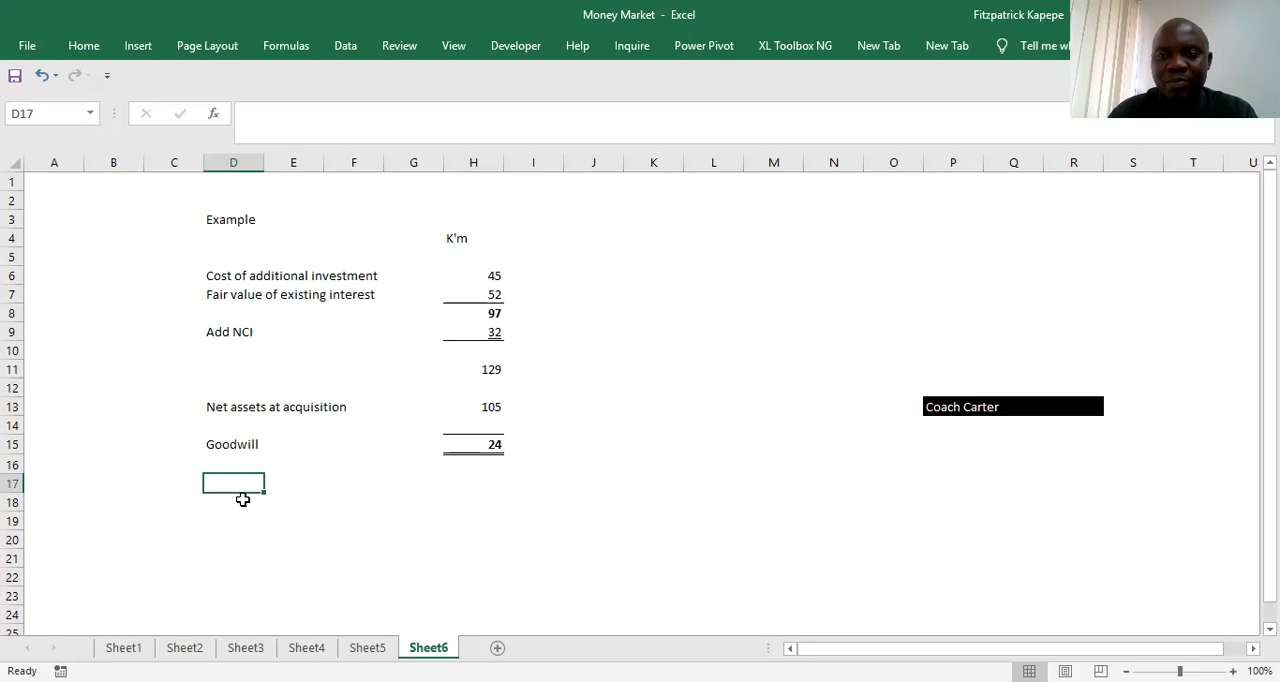 Money Market - Excel
Fitzpatrick Kapepe
File Home Insert Page Layout Formulas Data Review View Developer Help Inquire Power Pivot XL Toolbox NG New Tab New Tab Tell me
D17 fx
A B C D E F G H I J K L M N O P Q R S T U
1
2
3 Example
4 K'm
5
6 Cost of additional investment 45
7 Fair value of existing interest 52
8 97
9 Add NCI 32
10
11 129
12
13 Net assets at acquisition 105 Coach Carter
14
15 Goodwill 24
16
17
18
19
20
21
22
23
24
25
Sheet1 Sheet2 Sheet3 Sheet4 Sheet5 Sheet6
Ready 100%